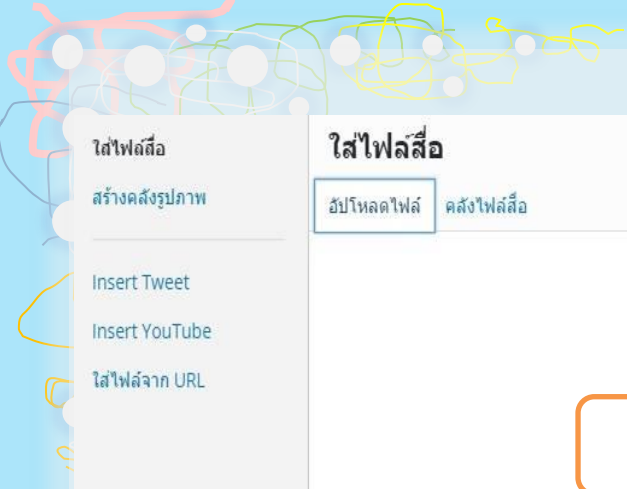 ใส่ไฟล์สื่อ
สร้างคลังรูปภาพ
Insert Tweet
Insert YouTube
ใส่ไฟล์จาก URL
ใส่ไฟล์สื่อ
อัปโหลดไฟล์ คลังไฟล์สื่อ